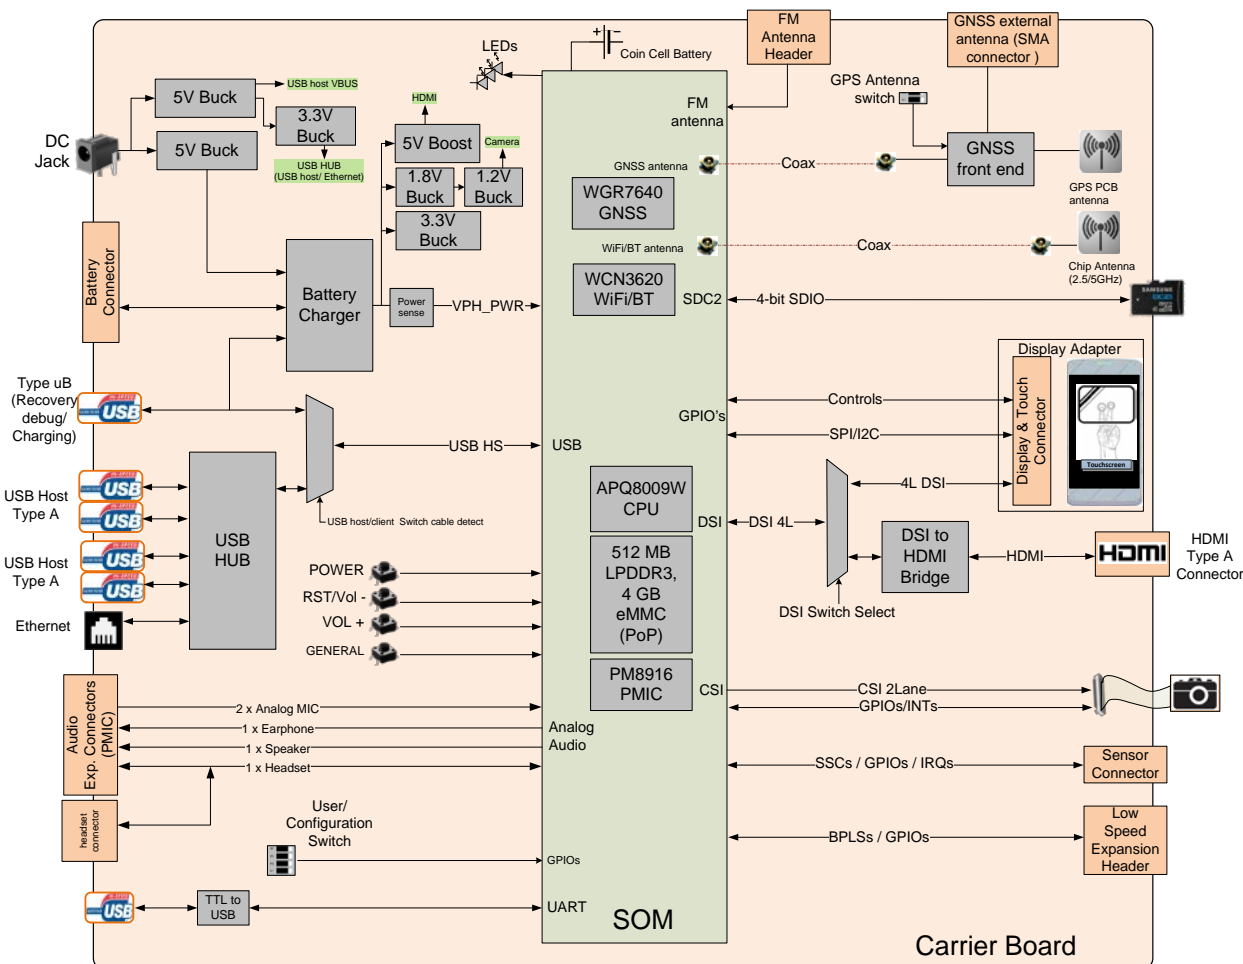 FM
Antenna
Header
GNSS external
antenna (SMA
connector )
LEDs
+ −
Coin Cell Battery
GPS Antenna
switch
USB host VBUS
5V Buck
HDMI
3.3V
Buck
FM
antenna
DC
Jack
5V Buck
5V Boost
Camera
GNSS
front end
USB HUB
(USB host/ Ethernet)
GNSS antenna
Coax
1.8V
Buck
1.2V
Buck
WGR7640
GNSS
GPS PCB
antenna
3.3V
Buck
Battery
Connector
WiFi/BT antenna
Coax
Chip Antenna
(2.5/5GHz)
WCN3620
WiFi/BT
Battery
Charger
Power
sense
VPH_PWR
SDC2
4-bit SDIO
SAMSUNG
Display Adapter
Type uB
(Recovery
debug/
Charging)
USB
Controls
GPIO's
SPI/I2C
Display & Touch
Connector
Touchscreen
USB HS
USB
4L DSI
USB Host
Type A
USB
USB
APQ8009W
CPU
DSI
DSI 4L
USB host/client Switch cable detect
USB
HUB
DSI to
HDMI
Bridge
HDMI
HDMI
HDMI
Type A
Connector
USB Host
Type A
USB
USB
512 MB
LPDDR3,
4 GB
eMMC
(PoP)
POWER
RST/Vol -
VOL +
GENERAL
DSI Switch Select
Ethernet
PM8916
PMIC
CSI
CSI 2Lane
GPIOs/INTs
Audio
Exp. Connectors
(PMIC)
2 x Analog MIC
1 x Earphone
1 x Speaker
1 x Headset
Analog
Audio
SSCs / GPIOs / IRQs
Sensor
Connector
headset
connector
User/
Configuration
Switch
BPLSs / GPIOs
Low
Speed
Expansion
Header
GPIOs
USB
TTL to
USB
UART
SOM
Carrier Board